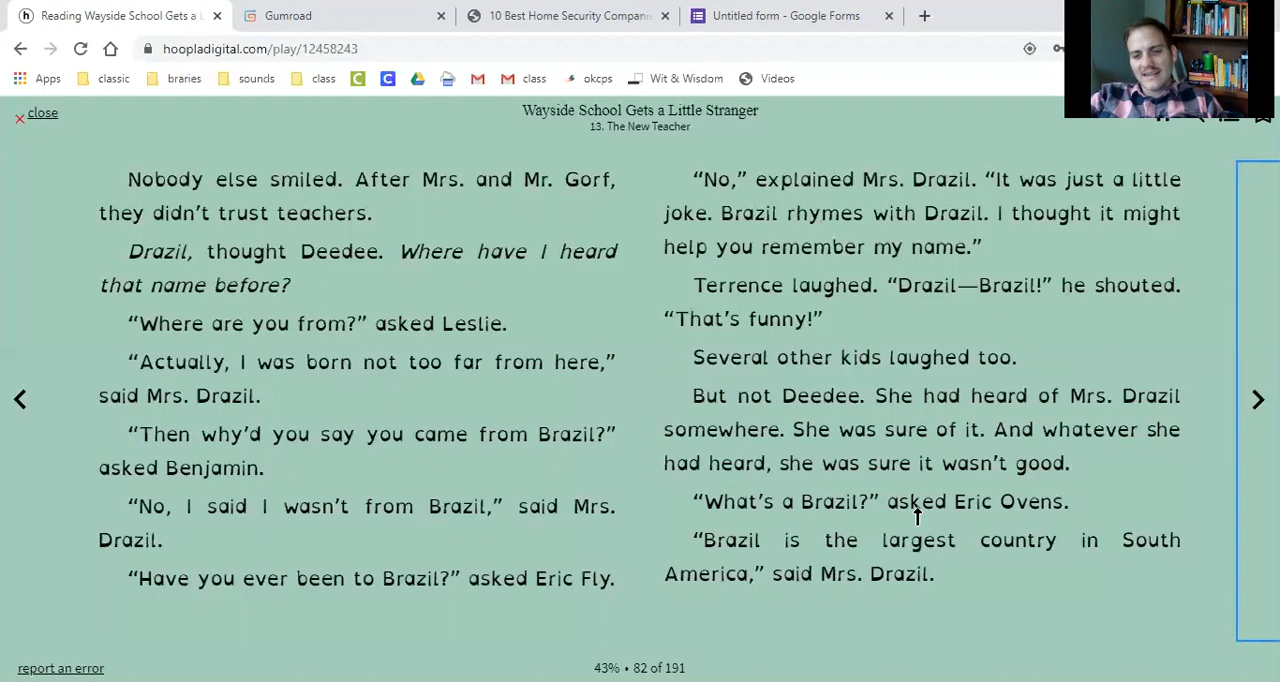 Reading Wayside School Gets a L
Gumroad
10 Best Home Security Compani
Untitled form - Google Forms
hoopladigital.com/play/12458243
Apps
classic
braries
sounds
class
class
okcps
Wit & Wisdom
Videos
close
Wayside School Gets a Little Stranger
13. The New Teacher
Nobody else smiled. After Mrs. and Mr. Gorf,
they didn't trust teachers.
Drazil, thought Deedee. Where have I heard
that name before?
“Where are you from?” asked Leslie.
“Actually, I was born not too far from here,”
said Mrs. Drazil.
“Then why'd you say you came from Brazil?”
asked Benjamin.
“No, I said I wasn't from Brazil,” said Mrs.
Drazil.
“Have you ever been to Brazil?” asked Eric Fly.
“No,” explained Mrs. Drazil. “It was just a little
joke. Brazil rhymes with Drazil. I thought it might
help you remember my name.”
Terrence laughed. “Drazil—Brazil!” he shouted.
“That's funny!”
Several other kids laughed too.
But not Deedee. She had heard of Mrs. Drazil
somewhere. She was sure of it. And whatever she
had heard, she was sure it wasn't good.
“What's a Brazil?” asked Eric Ovens.
“Brazil is the largest country in South
America,” said Mrs. Drazil.
report an error
43% • 82 of 191